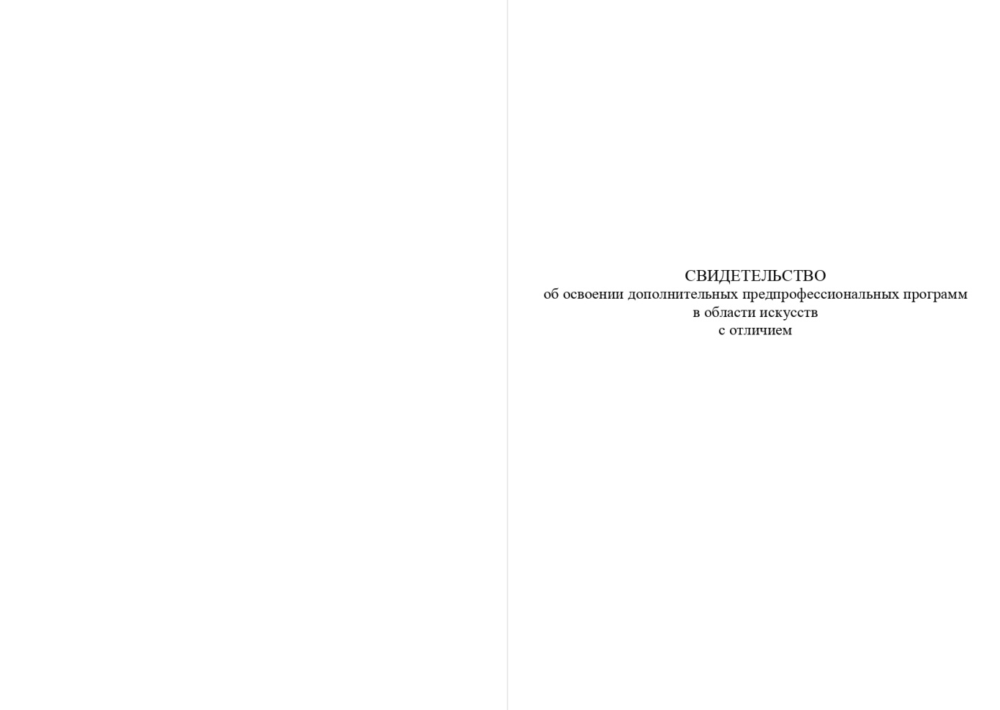 СВИДЕТЕЛЬСТВО
об освоении дополнительных предпрофессиональных программ
в области искусств
с отличием